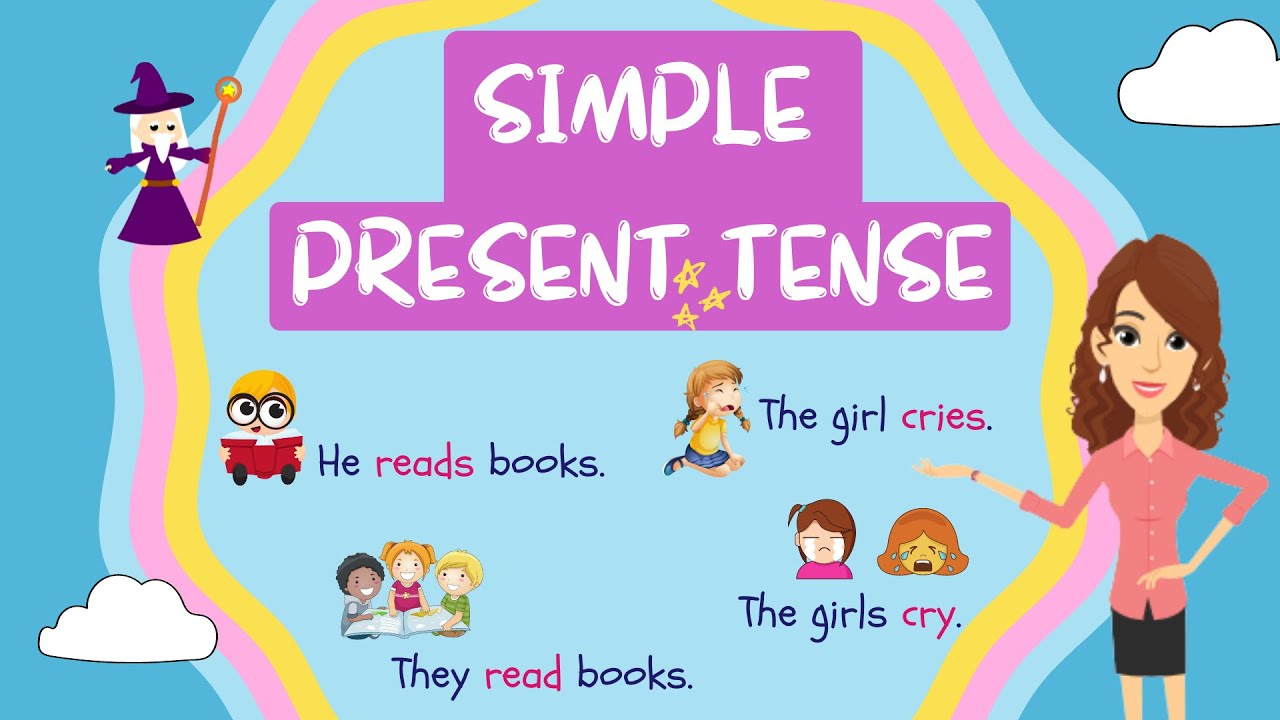 SIMPLE
PRESENT TENSE
He reads books.
The girl cries.
They read books.
The girls cry.